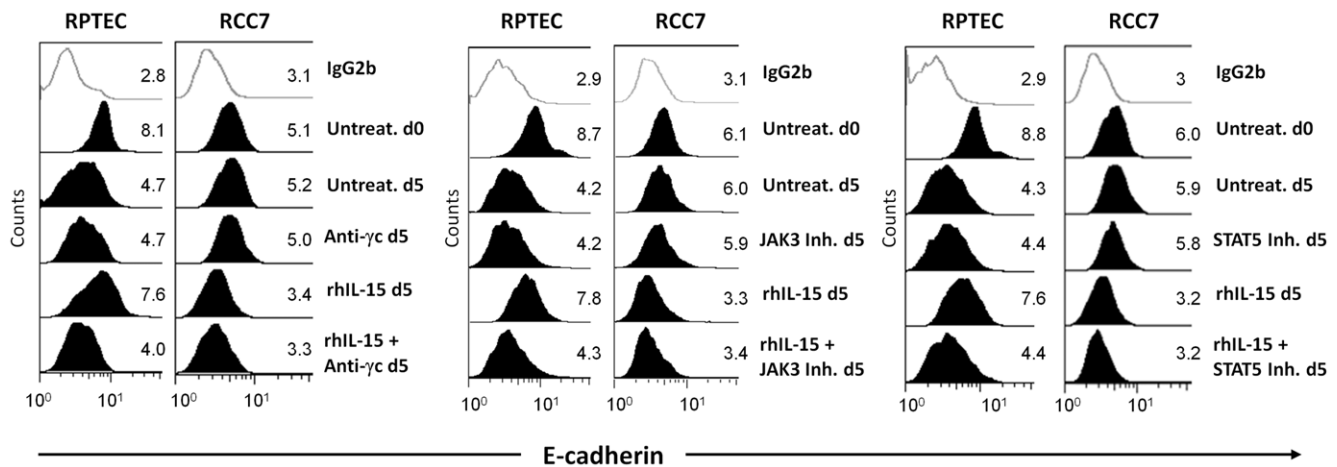 RPTEC RCC7 RPTEC RCC7 RPTEC RCC7
2.8 3.1 IgG2b 2.9 3.1 IgG2b 2.9 3 IgG2b
8.1 5.1 Untreat. d0 8.7 6.1 Untreat. d0 8.8 6.0 Untreat. d0
4.7 5.2 Untreat. d5 4.2 6.0 Untreat. d5 4.3 5.9 Untreat. d5
Counts Counts Counts
4.7 5.0 Anti-γc d5 4.2 5.9 JAK3 Inh. d5 4.4 5.8 STAT5 Inh. d5
7.6 3.4 rhIL-15 d5 7.8 3.3 rhIL-15 d5 7.6 3.2 rhIL-15 d5
4.0 3.3 rhIL-15 + 4.3 3.4 rhIL-15 + 4.4 3.2 rhIL-15 +
Anti-γc d5 JAK3 Inh. d5 STAT5 Inh. d5
10⁰ 10¹ 10⁰ 10¹ 10⁰ 10¹ 10⁰ 10¹ 10⁰ 10¹ 10⁰ 10¹
E-cadherin